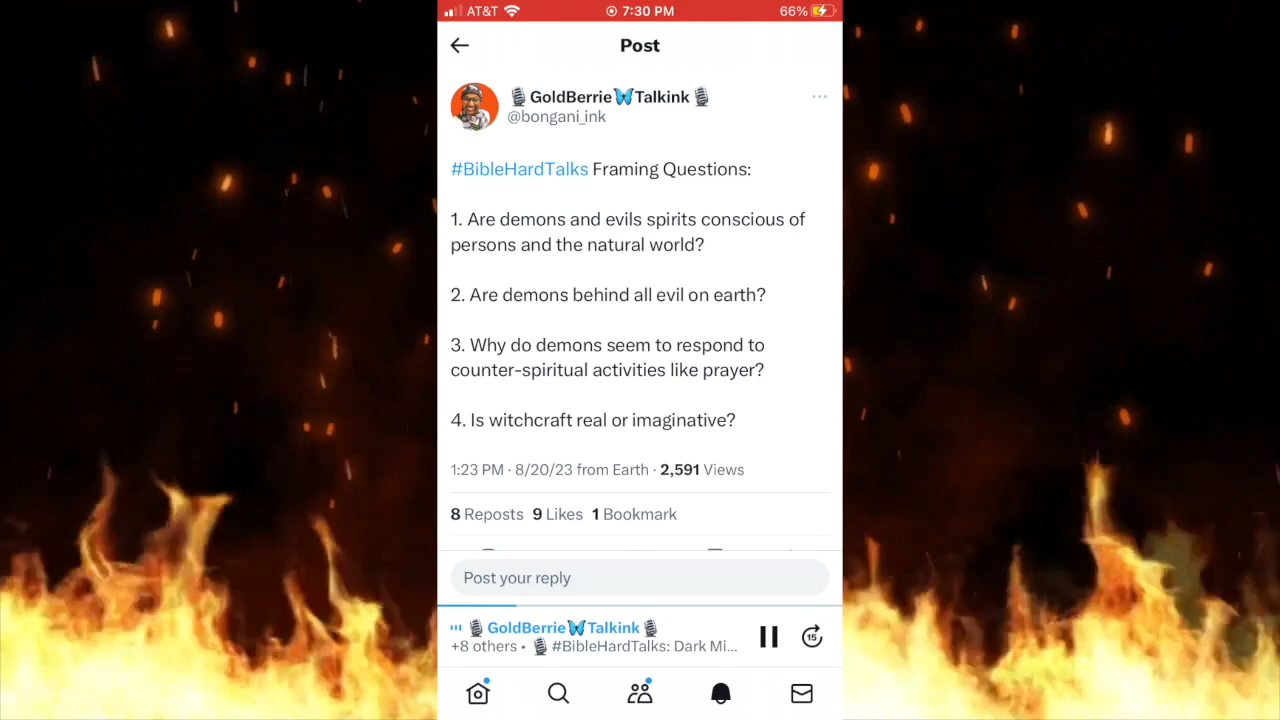 AT&T 7:30 PM 66%
Post
GoldBerrie🦋Talkink
@bongani_ink
#BibleHardTalks Framing Questions:
1. Are demons and evils spirits conscious of
persons and the natural world?
2. Are demons behind all evil on earth?
3. Why do demons seem to respond to
counter-spiritual activities like prayer?
4. Is witchcraft real or imaginative?
1:23 PM · 8/20/23 from Earth · 2,591 Views
8 Reposts 9 Likes 1 Bookmark
Post your reply
GoldBerrie🦋Talkink
+8 others • 🎙️ #BibleHardTalks: Dark Mi...
15